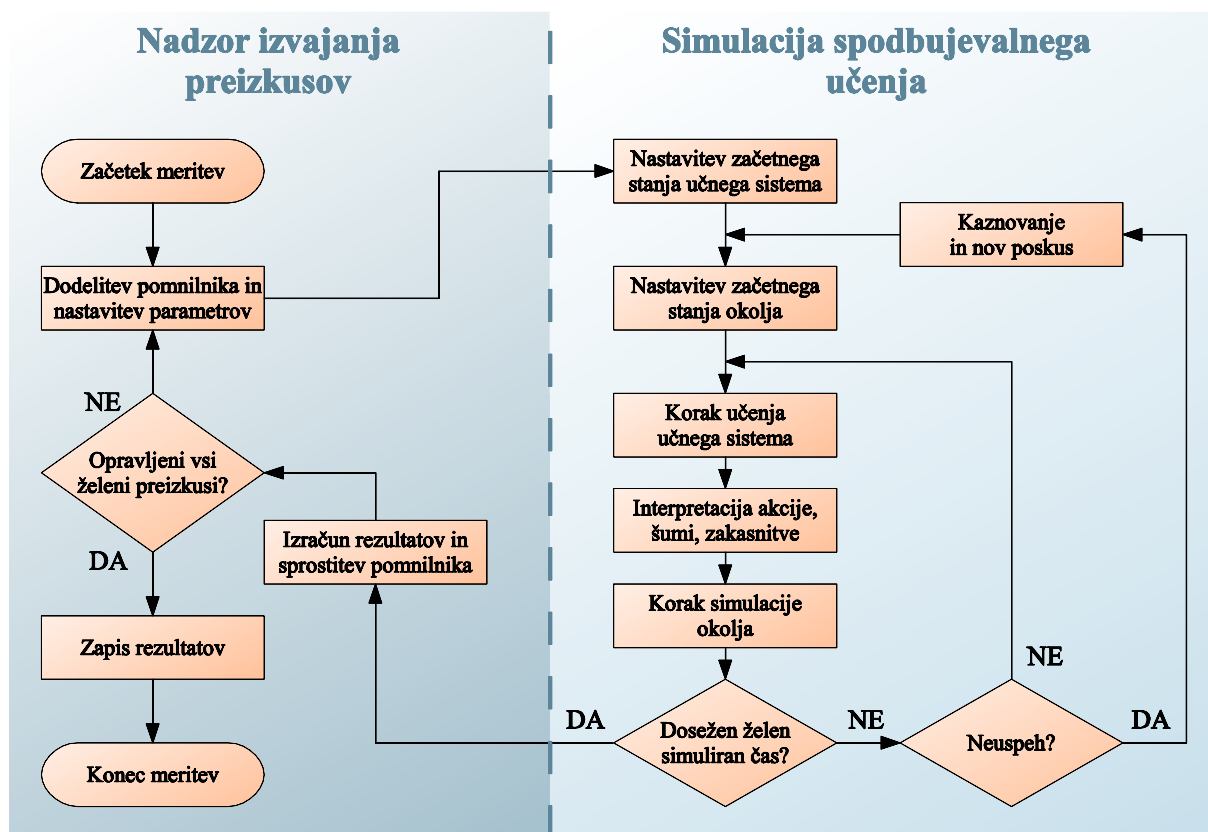 Nadzor izvajanja
preizkusov
Začetek meritev
Dodelitev pomnilnika in
nastavitev parametrov
NE
Opravljeni vsi
želeni preizkusi?
DA
Izračun rezultatov in
sprostitev pomnilnika
Zapis rezultatov
Konec meritev
Simulacija spodbujevalnega
učenja
Nastavitev začetnega
stanja učnega sistema
Kaznovanje
in nov poskus
Nastavitev začetnega
stanja okolja
Korak učenja
učnega sistema
Interpretacija akcije,
šumi, zakasnitve
Korak simulacije
okolja
DA
Dosežen želen
simuliran čas?
NE
NE
Neuspeh?
DA